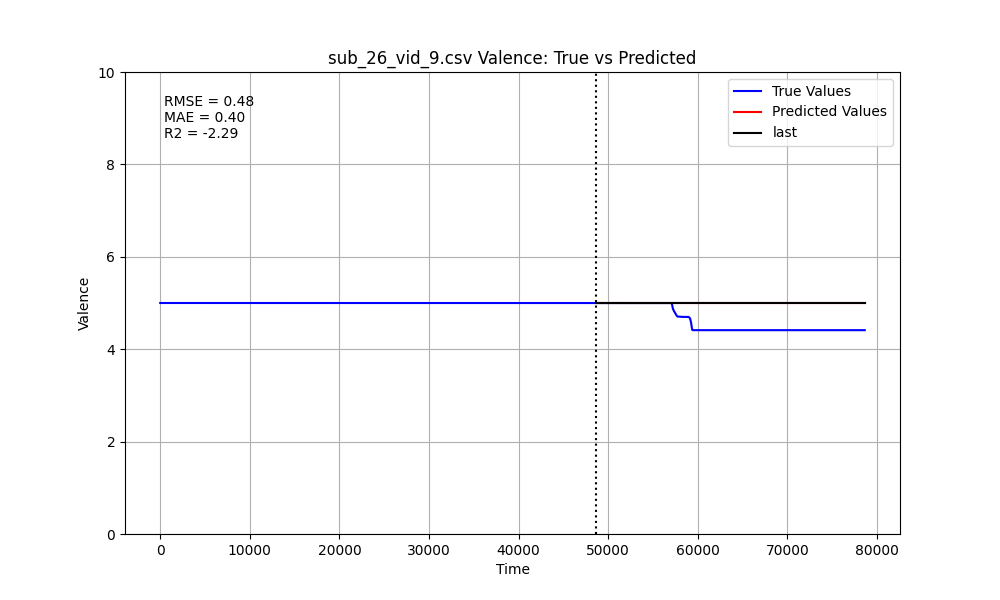 sub_26_vid_9.csv Valence: True vs Predicted
RMSE = 0.48
MAE = 0.40
R2 = -2.29
True Values
Predicted Values
last
Valence
10
8
6
4
2
0
0 10000 20000 30000 40000 50000 60000 70000 80000
Time